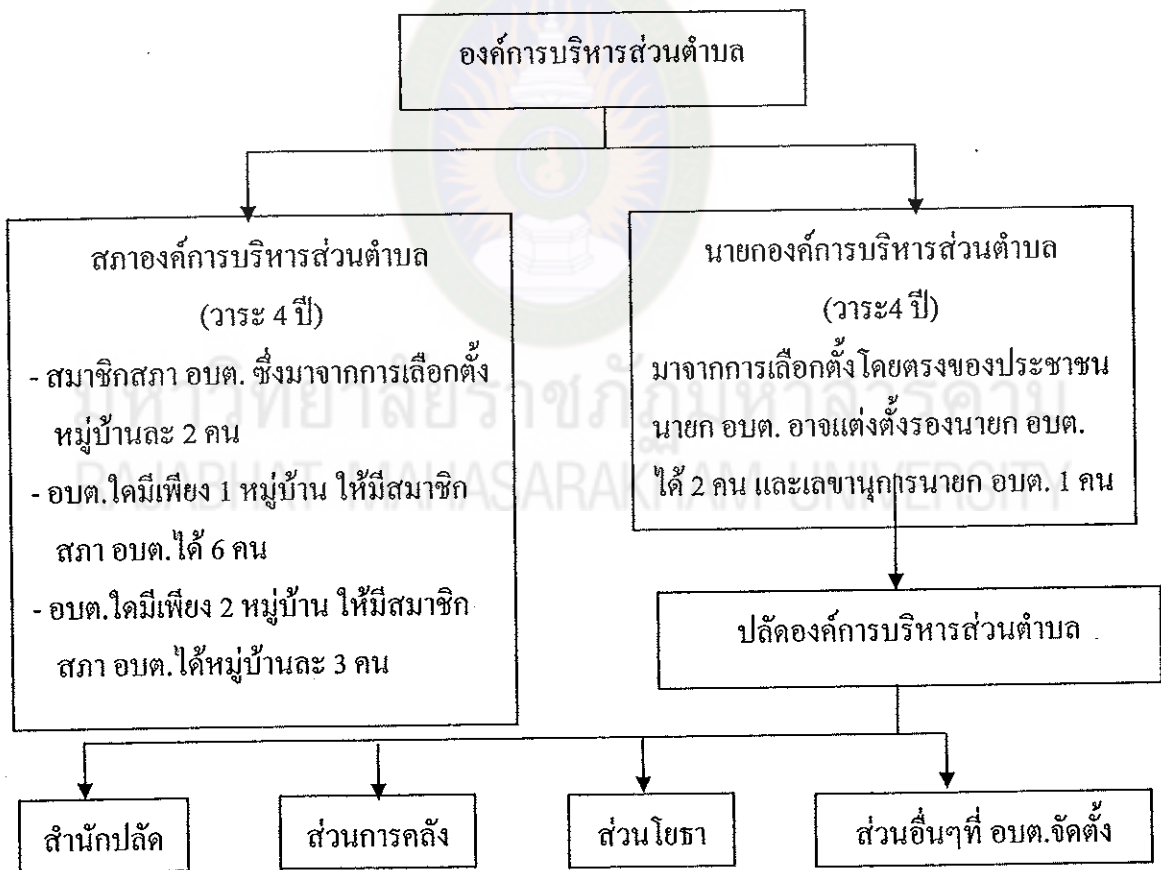 องค์การบริหารส่วนตำบล
สภาองค์การบริหารส่วนตำบล
(วาระ 4 ปี)
- สมาชิกสภา อบต. ซึ่งมาจากการเลือกตั้ง
หมู่บ้านละ 2 คน
- อบต.ใดมีเพียง 1 หมู่บ้าน ให้มีสมาชิก
สภา อบต.ได้ 6 คน
- อบต.ใดมีเพียง 2 หมู่บ้าน ให้มีสมาชิก
สภา อบต.ได้หมู่บ้านละ 3 คน
นายกองค์การบริหารส่วนตำบล
(วาระ4 ปี)
มาจากการเลือกตั้งโดยตรงของประชาชน
นายก อบต. อาจแต่งตั้งรองนายก อบต.
ได้ 2 คน และเลขานุการนายก อบต. 1 คน
มหาวิทยาลัยราชภัฏมหาสารคาม
RAJABHAT MAHASARAKHAM UNIVERSITY
ปลัดองค์การบริหารส่วนตำบล
สำนักปลัด
ส่วนการคลัง
ส่วนโยธา
ส่วนอื่นๆที่ อบต.จัดตั้ง